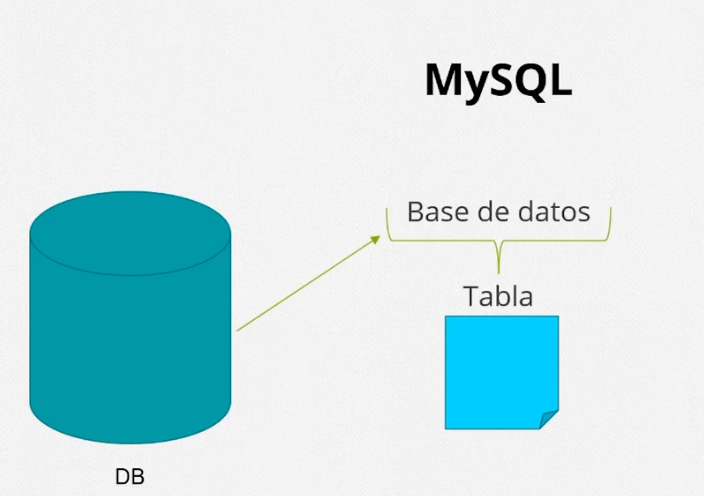 MySQL
Base de datos
Tabla
DB